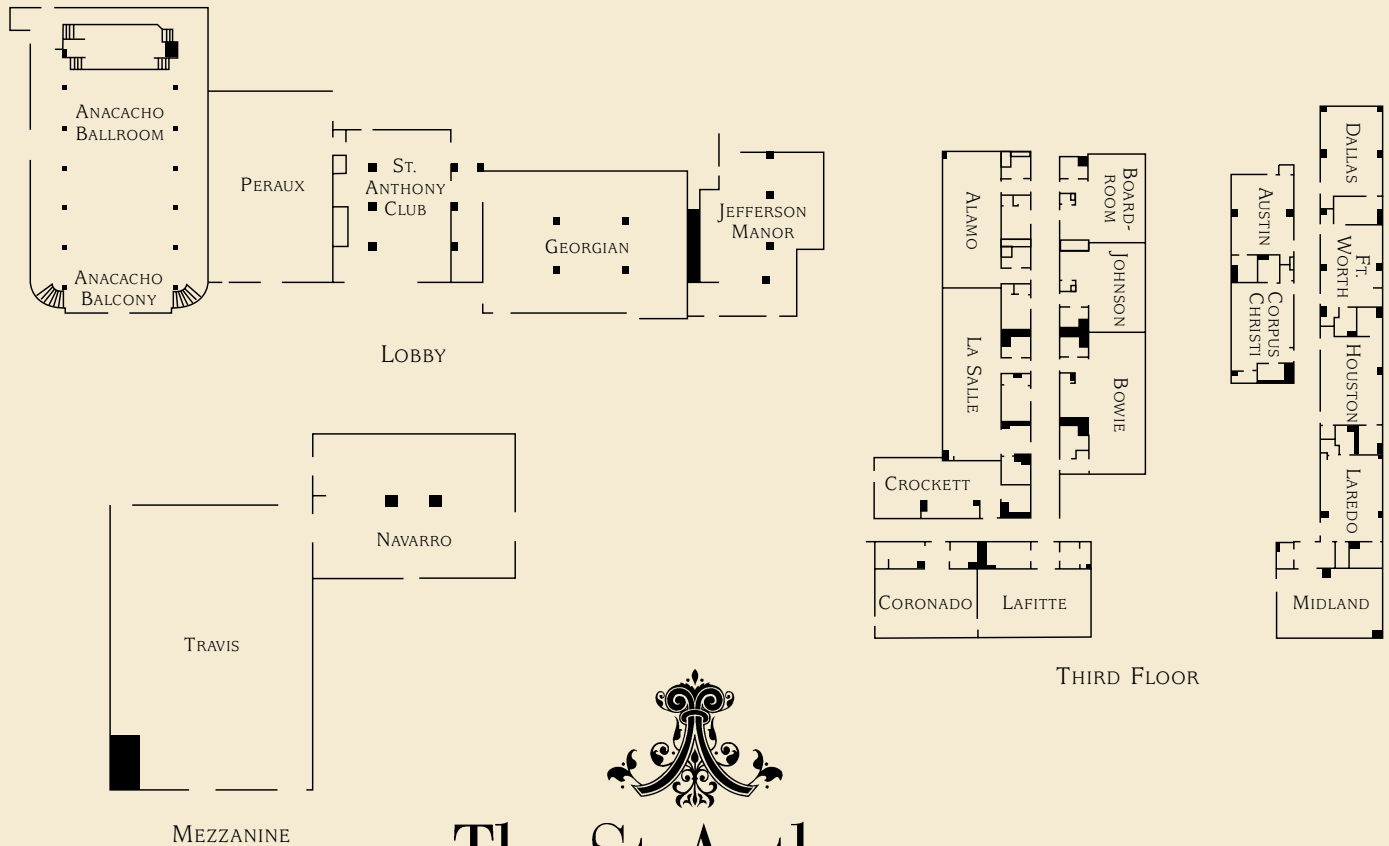 Anacacho
Ballroom
Peraux
St.
Anthony
Club
Georgian
Jefferson
Manor
Anacacho
Balcony
Lobby
Navarro
Travis
Mezzanine
Alamo
Board-
room
Johnson
La Salle
Bowie
Crockett
Coronado
Lafitte
Austin
Corpus
Christi
Dallas
Ft.
Worth
Houston
Laredo
Midland
Third Floor